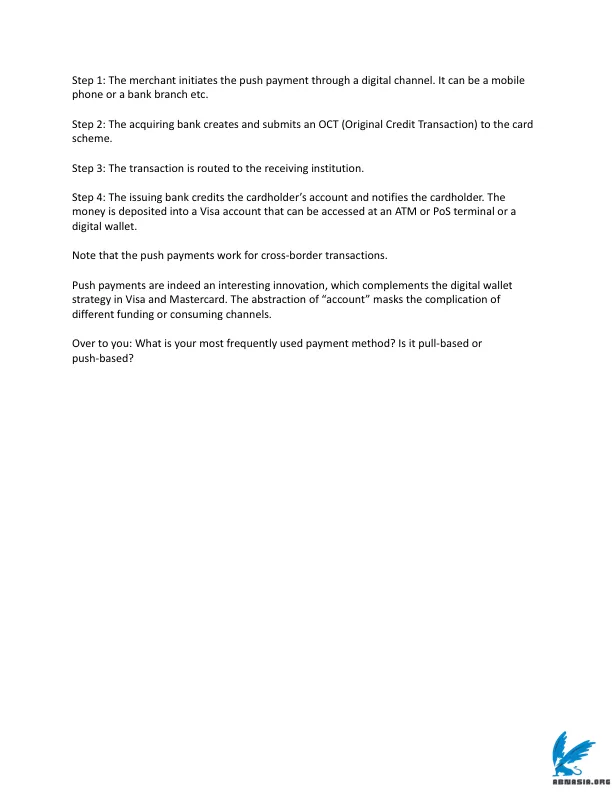 Step 1: The merchant initiates the push payment through a digital channel. It can be a mobile
phone or a bank branch etc.
Step 2: The acquiring bank creates and submits an OCT (Original Credit Transaction) to the card
scheme.
Step 3: The transaction is routed to the receiving institution.
Step 4: The issuing bank credits the cardholder’s account and notifies the cardholder. The
money is deposited into a Visa account that can be accessed at an ATM or PoS terminal or a
digital wallet.
Note that the push payments work for cross-border transactions.
Push payments are indeed an interesting innovation, which complements the digital wallet
strategy in Visa and Mastercard. The abstraction of “account” masks the complication of
different funding or consuming channels.
Over to you: What is your most frequently used payment method? Is it pull-based or
push-based?
ABNASIA.ORG